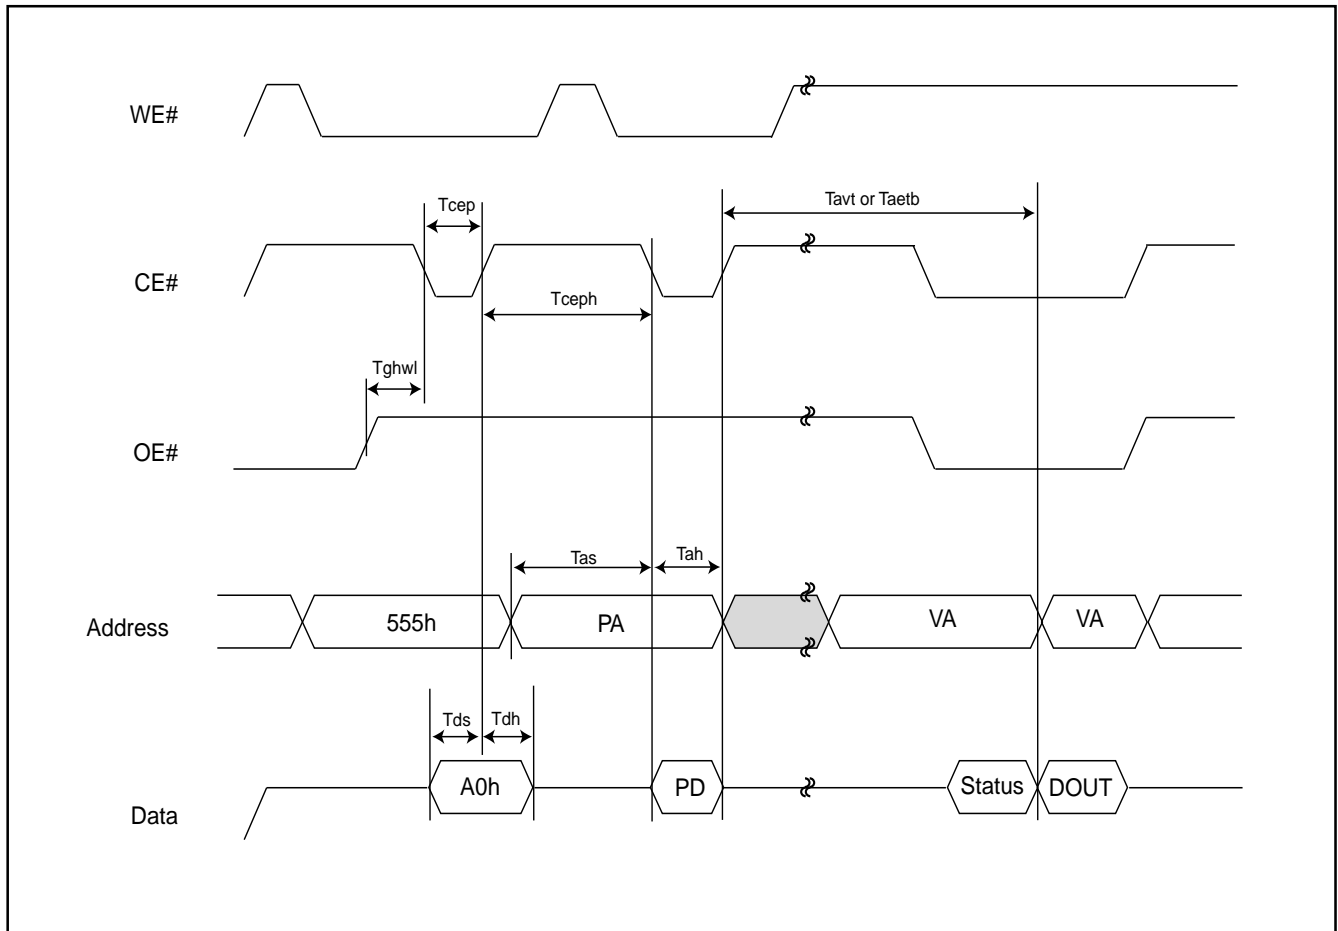 WE#
Tavt or Taetb
Tcep
CE#
Tceph
Tghwl
OE#
Tas
Tah
Address
555h
PA
VA
VA
Tds
Tdh
Data
A0h
PD
Status
DOUT